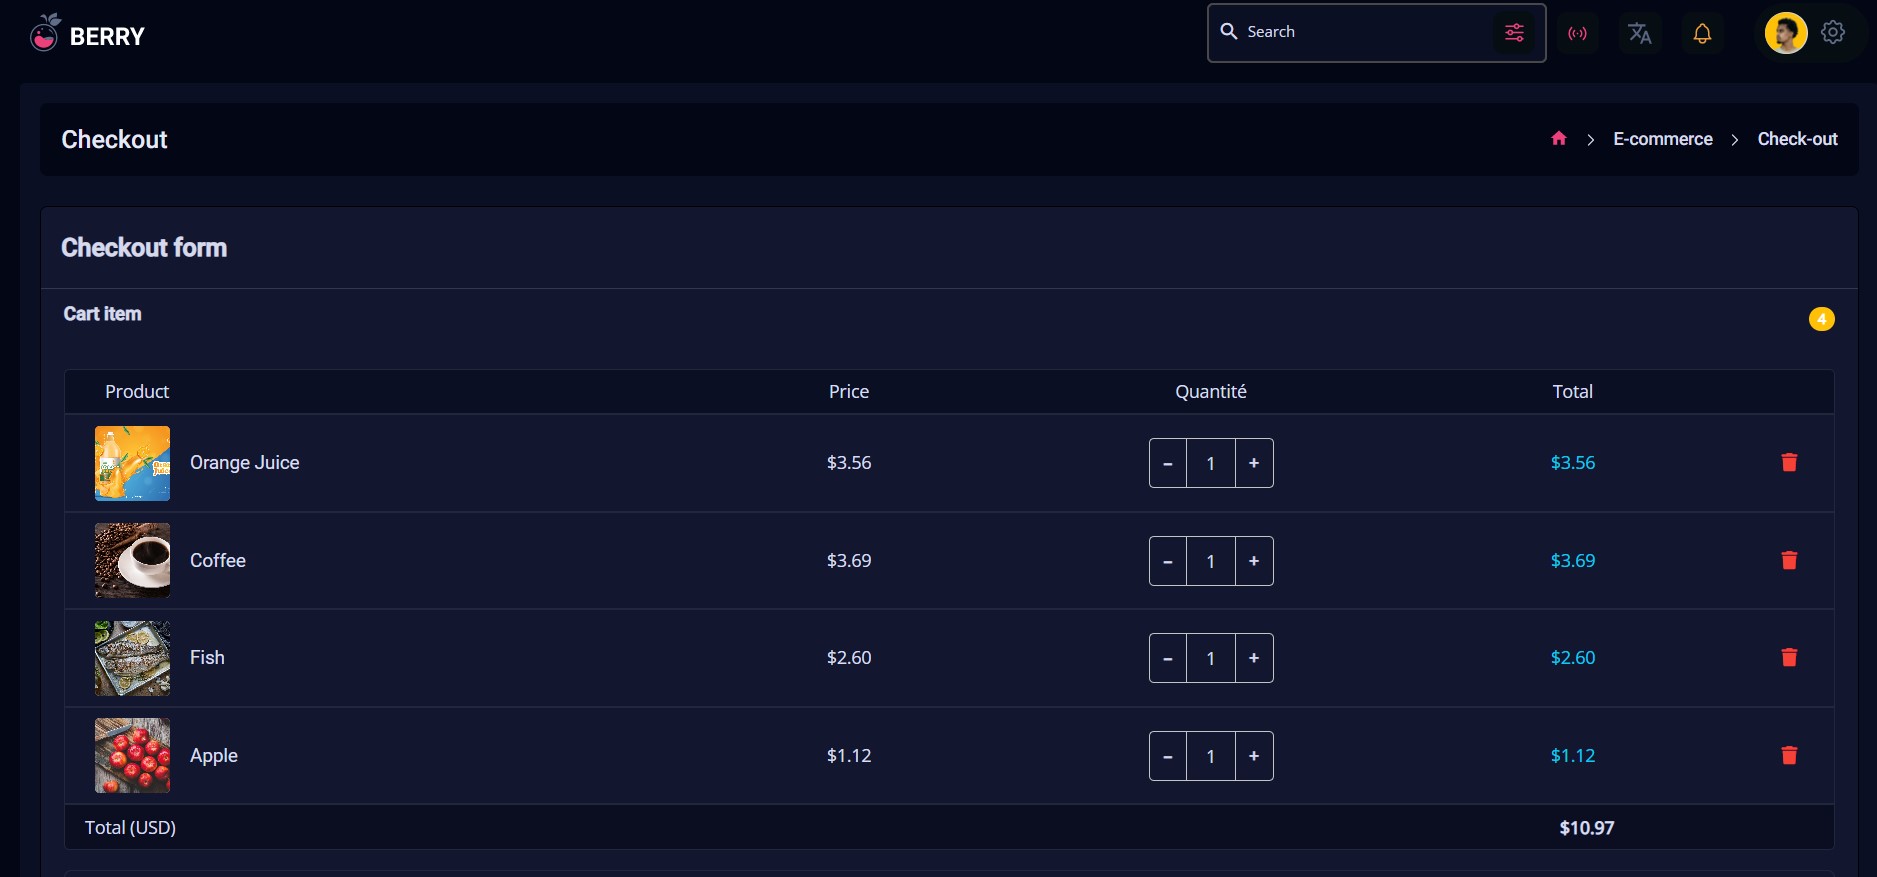 BERRY
Search
Checkout
E-commerce > Check-out
Checkout form
Cart item
4
Product Price Quantité Total
Orange Juice $3.56 - 1 + $3.56
Coffee $3.69 - 1 + $3.69
Fish $2.60 - 1 + $2.60
Apple $1.12 - 1 + $1.12
Total (USD) $10.97